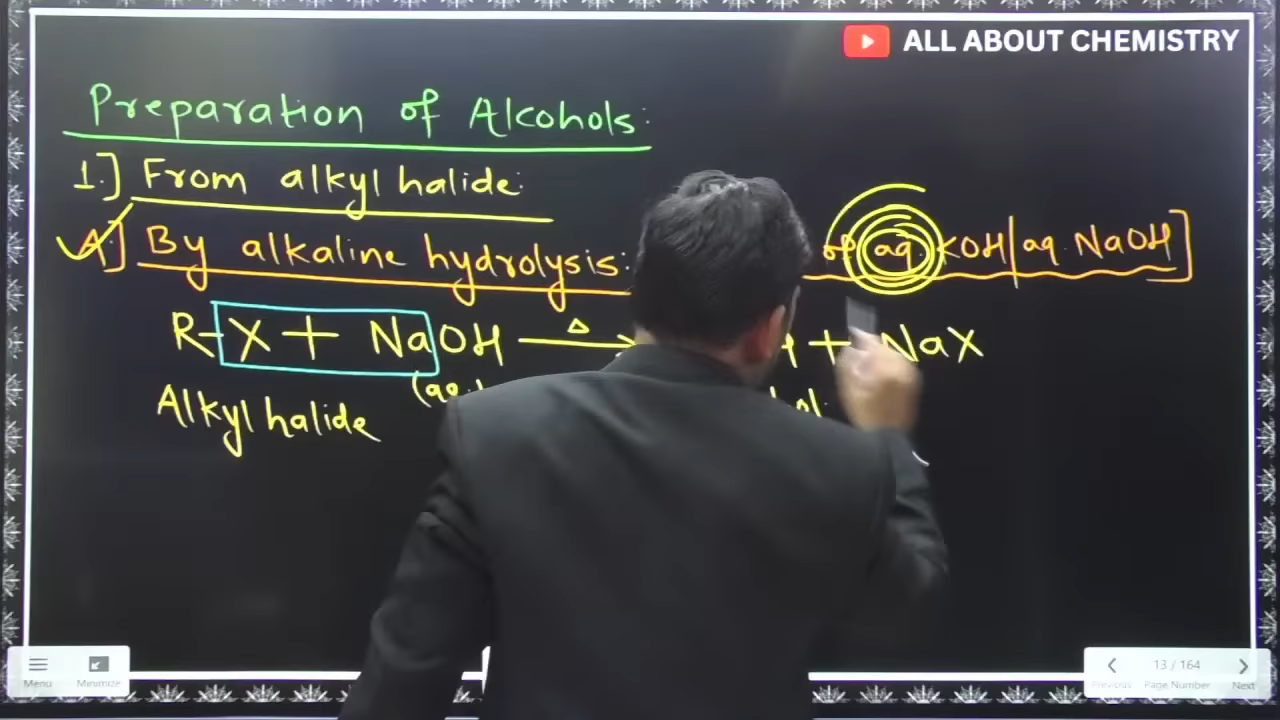 ALL ABOUT CHEMISTRY
Preparation of Alcohols:
1.] From alkyl halide:
A.] By alkaline hydrolysis: of aq. KOH|aq. NaOH]
R-X + NaOH Δ + NaX
Alkyl halide
Menu
Minimize
13 / 164
Previous
Page Number
Next